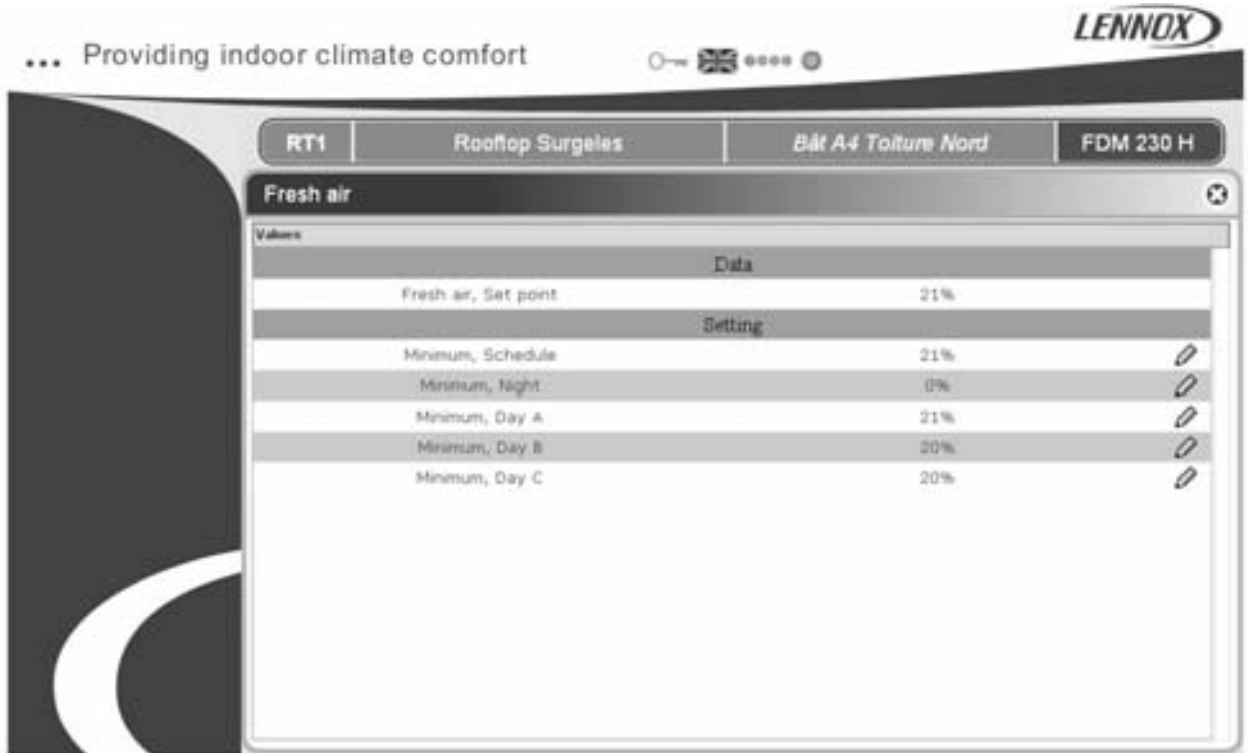 LENNOX
... Providing indoor climate comfort
RT1 Rooftop Surgeles Bât A4 Toiture Nord FDM 230 H
Fresh air
Values
Data
Fresh air, Set point 21%
Setting
Minimum, Schedule 21%
Minimum, Night 0%
Minimum, Day A 21%
Minimum, Day B 20%
Minimum, Day C 20%